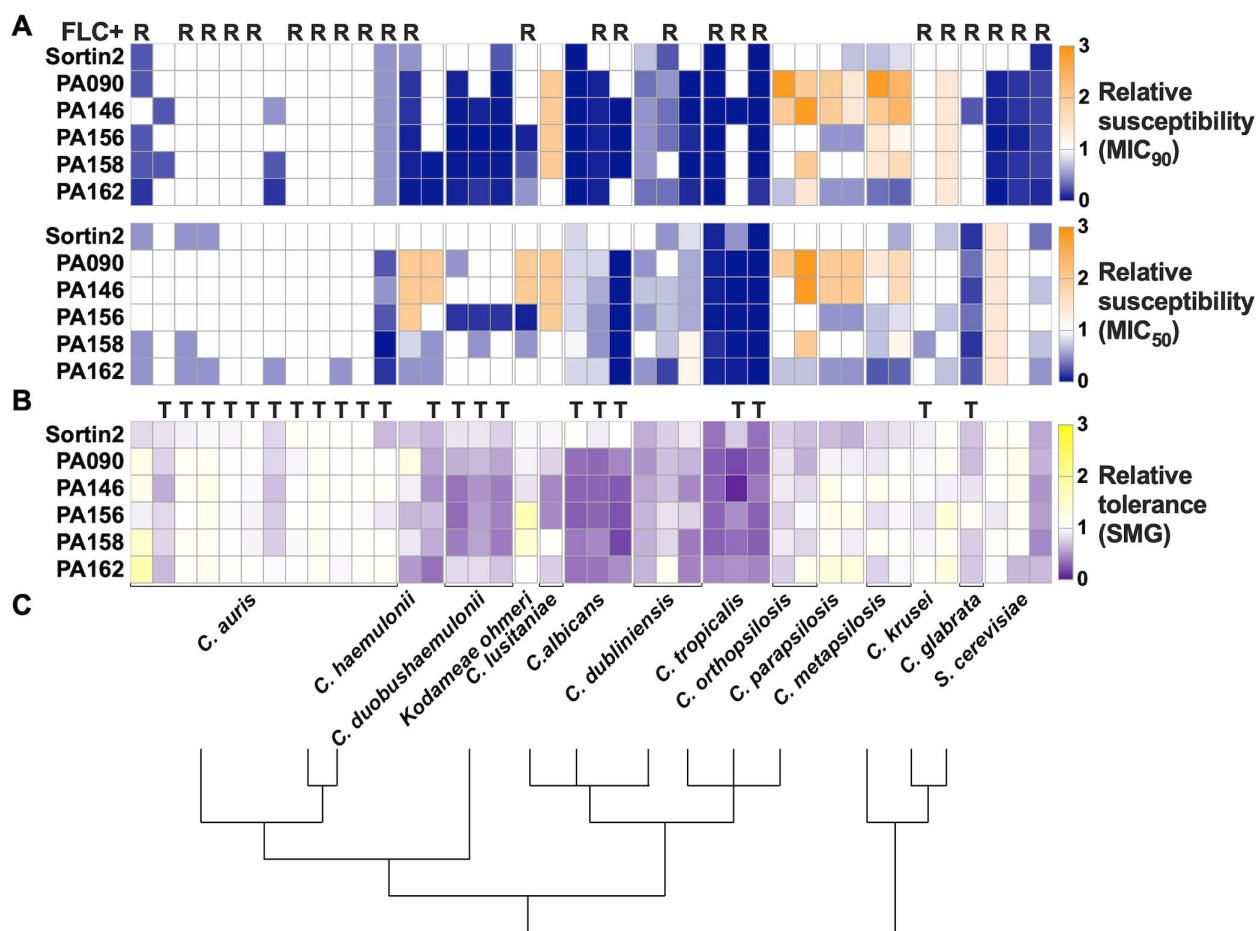 A
FLC+ R R R R R R R R R R R R R R R R R R R R R R R R
Sortin2
PA090
PA146
PA156
PA158
PA162
3
2
1
0
Relative
susceptibility
(MIC90)
Sortin2
PA090
PA146
PA156
PA158
PA162
3
2
1
0
Relative
susceptibility
(MIC50)
B
T T T T T T T T T T T T T T T T T T T T T T
Sortin2
PA090
PA146
PA156
PA158
PA162
3
2
1
0
Relative
tolerance
(SMG)
C
C. auris
C. haemulonii
C. duobushaemulonii
Kodameae ohmeri
C. lusitaniae
C.albicans
C. dubliniensis
C. tropicalis
C. orthopsilosis
C. parapsilosis
C. metapsilosis
C. krusei
C. glabrata
S. cerevisiae